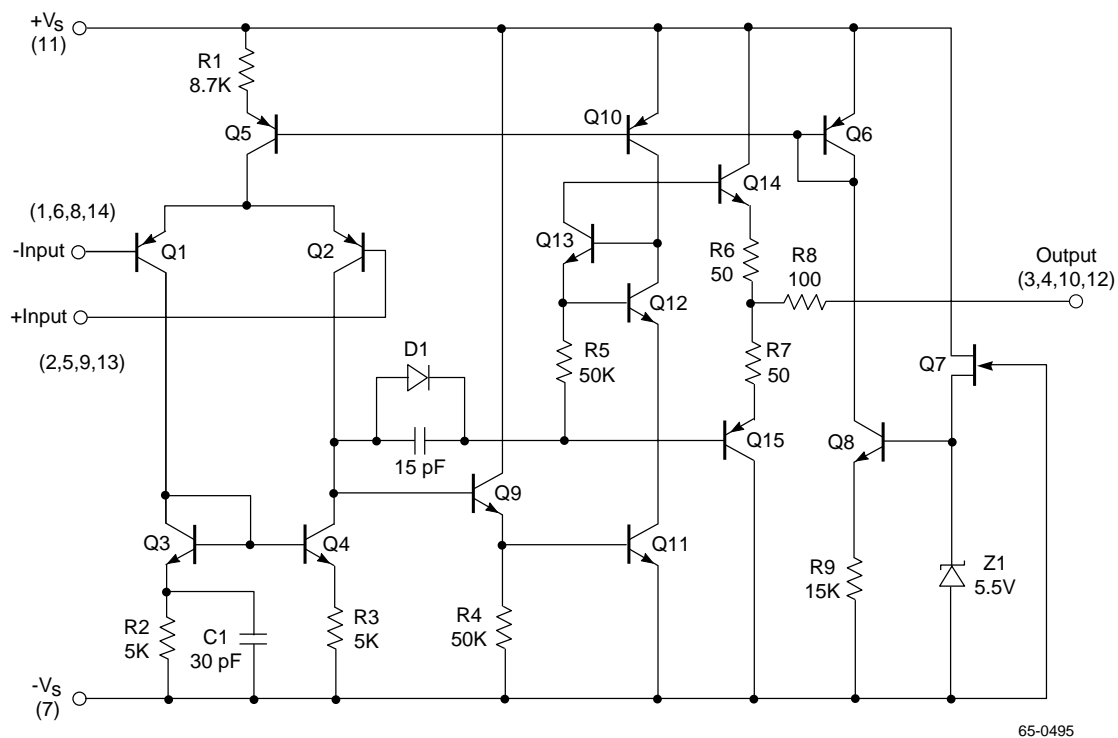 +VS
(11)
R1
8.7K
Q5
Q10
Q6
Q14
(1,6,8,14)
-Input
Q1
Q2
Q13
R6
50
R8
100
Output
(3,4,10,12)
+Input
Q12
(2,5,9,13)
D1
R5
50K
R7
50
Q7
15 pF
Q15
Q8
Q9
Q3
Q4
Q11
R9
15K
Z1
5.5V
R2
5K
C1
30 pF
R3
5K
R4
50K
-VS
(7)
65-0495